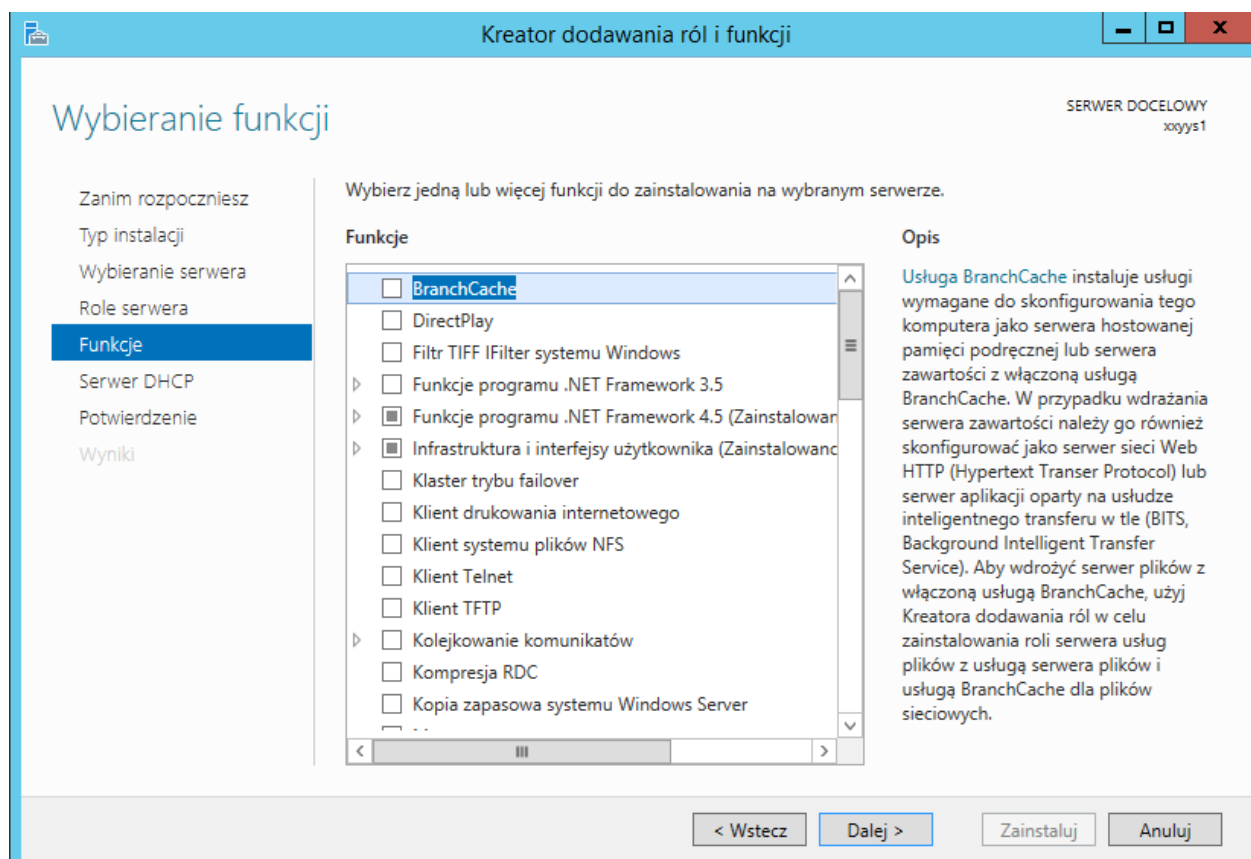 Kreator dodawania ról i funkcji
Wybieranie funkcji
SERWER DOCELOWY
xxyys1
Zanim rozpoczniesz
Typ instalacji
Wybieranie serwera
Role serwera
Funkcje
Serwer DHCP
Potwierdzenie
Wyniki
Wybierz jedną lub więcej funkcji do zainstalowania na wybranym serwerze.
Funkcje
BranchCache
DirectPlay
Filtr TIFF IFilter systemu Windows
Funkcje programu .NET Framework 3.5
Funkcje programu .NET Framework 4.5 (Zainstalowan
Infrastruktura i interfejsy użytkownika (Zainstalowanc
Klaster trybu failover
Klient drukowania internetowego
Klient systemu plików NFS
Klient Telnet
Klient TFTP
Kolejkowanie komunikatów
Kompresja RDC
Kopia zapasowa systemu Windows Server
Opis
Usługa BranchCache instaluje usługi
wymagane do skonfigurowania tego
komputera jako serwera hostowanej
pamięci podręcznej lub serwera
zawartości z włączoną usługą
BranchCache. W przypadku wdrażania
serwera zawartości należy go również
skonfigurować jako serwer sieci Web
HTTP (Hypertext Transer Protocol) lub
serwer aplikacji oparty na usłudze
inteligentnego transferu w tle (BITS,
Background Intelligent Transfer
Service). Aby wdrożyć serwer plików z
włączoną usługą BranchCache, użyj
Kreatora dodawania ról w celu
zainstalowania roli serwera usług
plików z usługą serwera plików i
usługą BranchCache dla plików
sieciowych.
< Wstecz
Dalej >
Zainstaluj
Anuluj